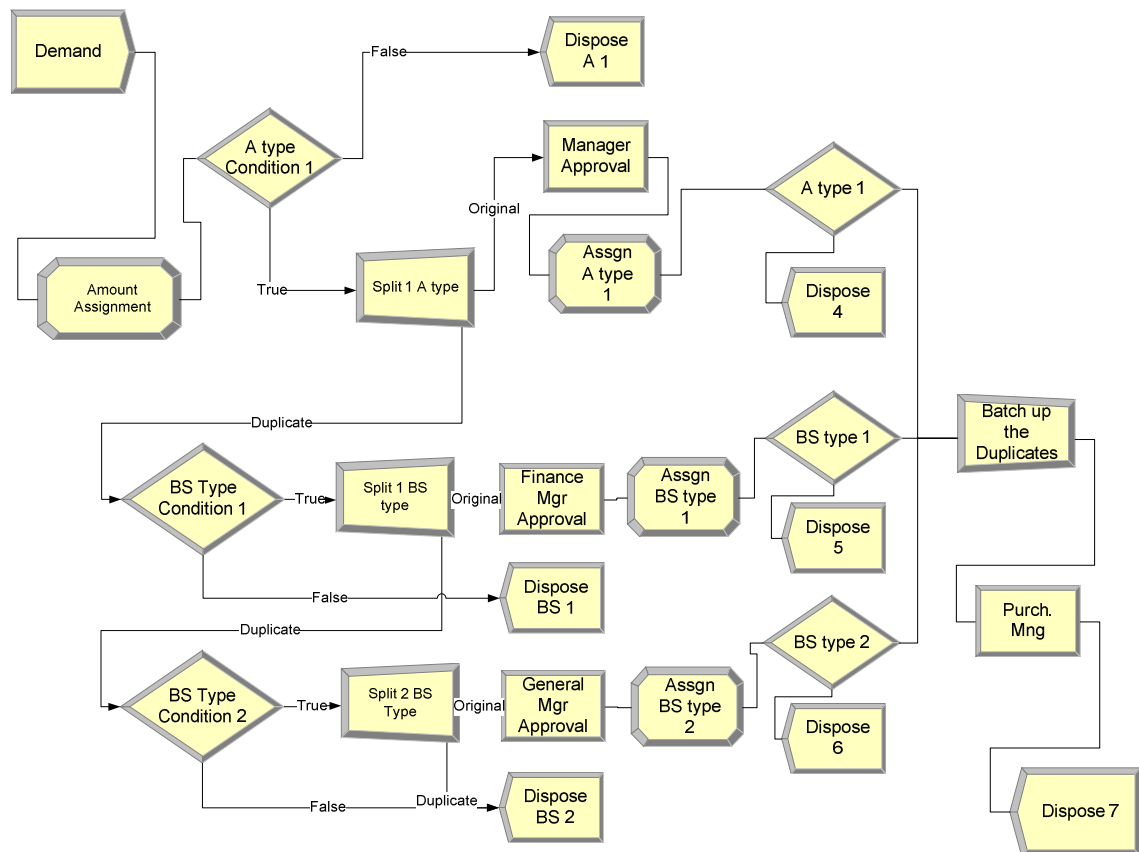 Demand
False
Dispose
A 1
A type
Condition 1
Manager
Approval
A type 1
Original
Amount
Assignment
True
Split 1 A type
Assgn
A type
1
Dispose
4
Duplicate
BS type 1
Batch up
the
Duplicates
BS Type
Condition 1
True
Split 1 BS
type
Original
Finance
Mgr
Approval
Assgn
BS type
1
Dispose
5
False
Dispose
BS 1
Duplicate
BS type 2
Purch.
Mng
BS Type
Condition 2
True
Split 2 BS
Type
Original
General
Mgr
Approval
Assgn
BS type
2
Dispose
6
False
Duplicate
Dispose
BS 2
Dispose 7